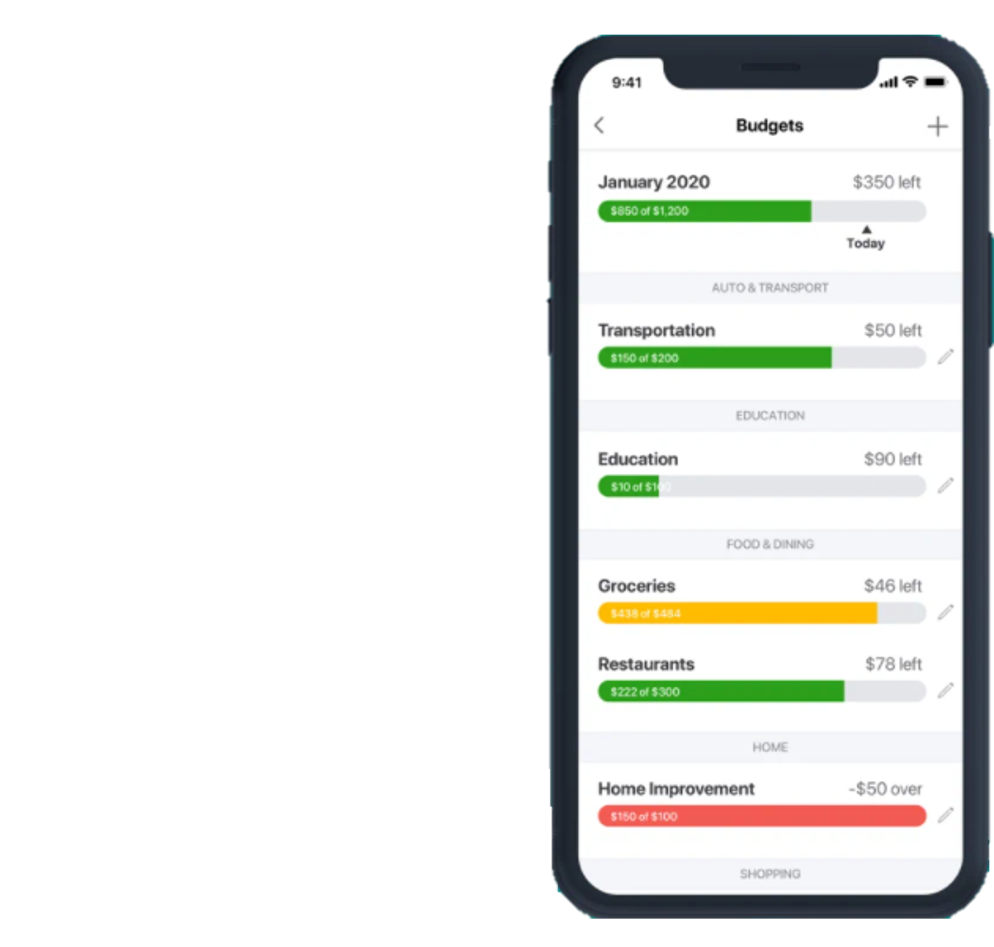 9:41
Budgets
January 2020 $350 left
$850 of $1,200
Today
AUTO & TRANSPORT
Transportation $50 left
$150 of $200
EDUCATION
Education $90 left
$10 of $100
FOOD & DINING
Groceries $46 left
$438 of $484
Restaurants $78 left
$222 of $300
HOME
Home Improvement -$50 over
$150 of $100
SHOPPING